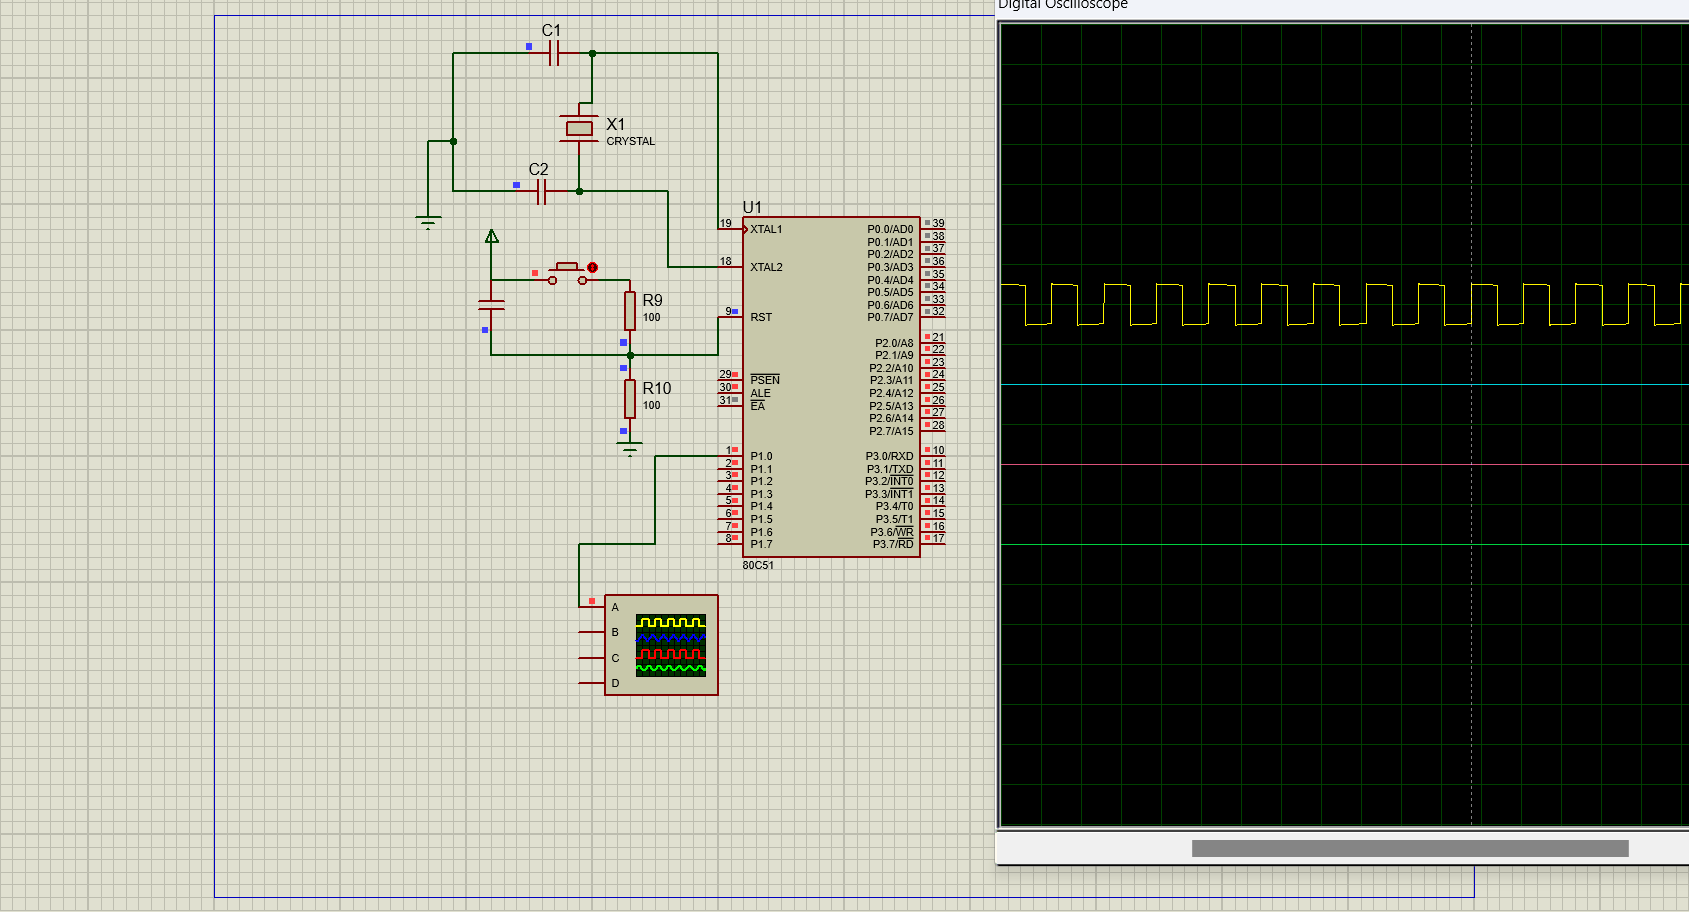 Digital Oscilloscope
C1
X1
CRYSTAL
C2
U1
19
XTAL1
18
XTAL2
9
RST
29
PSEN
30
ALE
31
EA
1
P1.0
2
P1.1
3
P1.2
4
P1.3
5
P1.4
6
P1.5
7
P1.6
8
P1.7
P0.0/AD0
39
P0.1/AD1
38
P0.2/AD2
37
P0.3/AD3
36
P0.4/AD4
35
P0.5/AD5
34
P0.6/AD6
33
P0.7/AD7
32
P2.0/A8
21
P2.1/A9
22
P2.2/A10
23
P2.3/A11
24
P2.4/A12
25
P2.5/A13
26
P2.6/A14
27
P2.7/A15
28
P3.0/RXD
10
P3.1/TXD
11
P3.2/INT0
12
P3.3/INT1
13
P3.4/T0
14
P3.5/T1
15
P3.6/WR
16
P3.7/RD
17
80C51
R9
100
R10
100
A
B
C
D